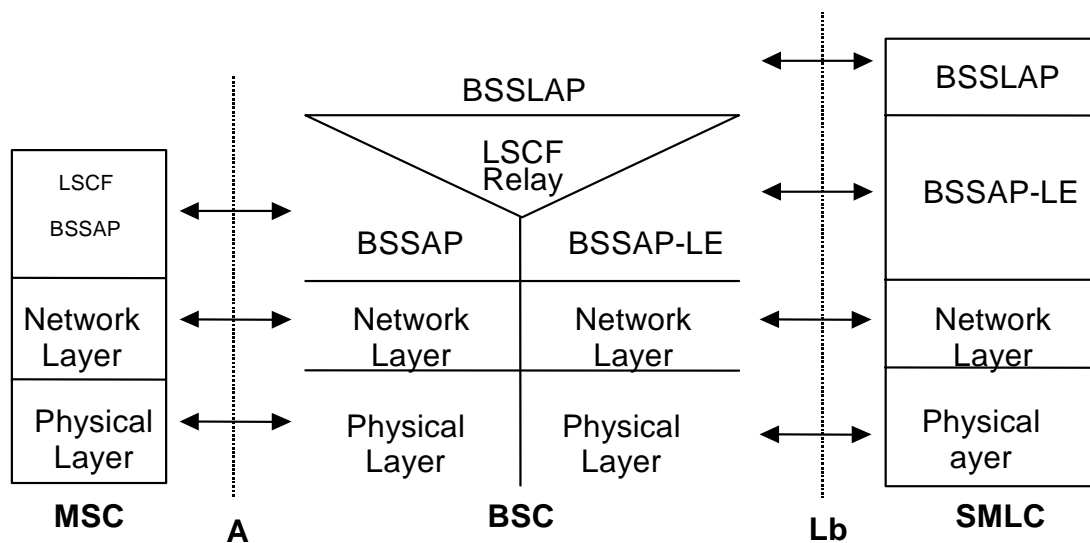 BSSLAP
LSCF
Relay
BSSAP
BSSAP-LE
Network
Layer
Network
Layer
Physical
Layer
Physical
Layer
BSC
LSCF
BSSAP
Network
Layer
Physical
Layer
MSC
A
Lb
BSSLAP
BSSAP-LE
Network
Layer
Physical
ayer
SMLC